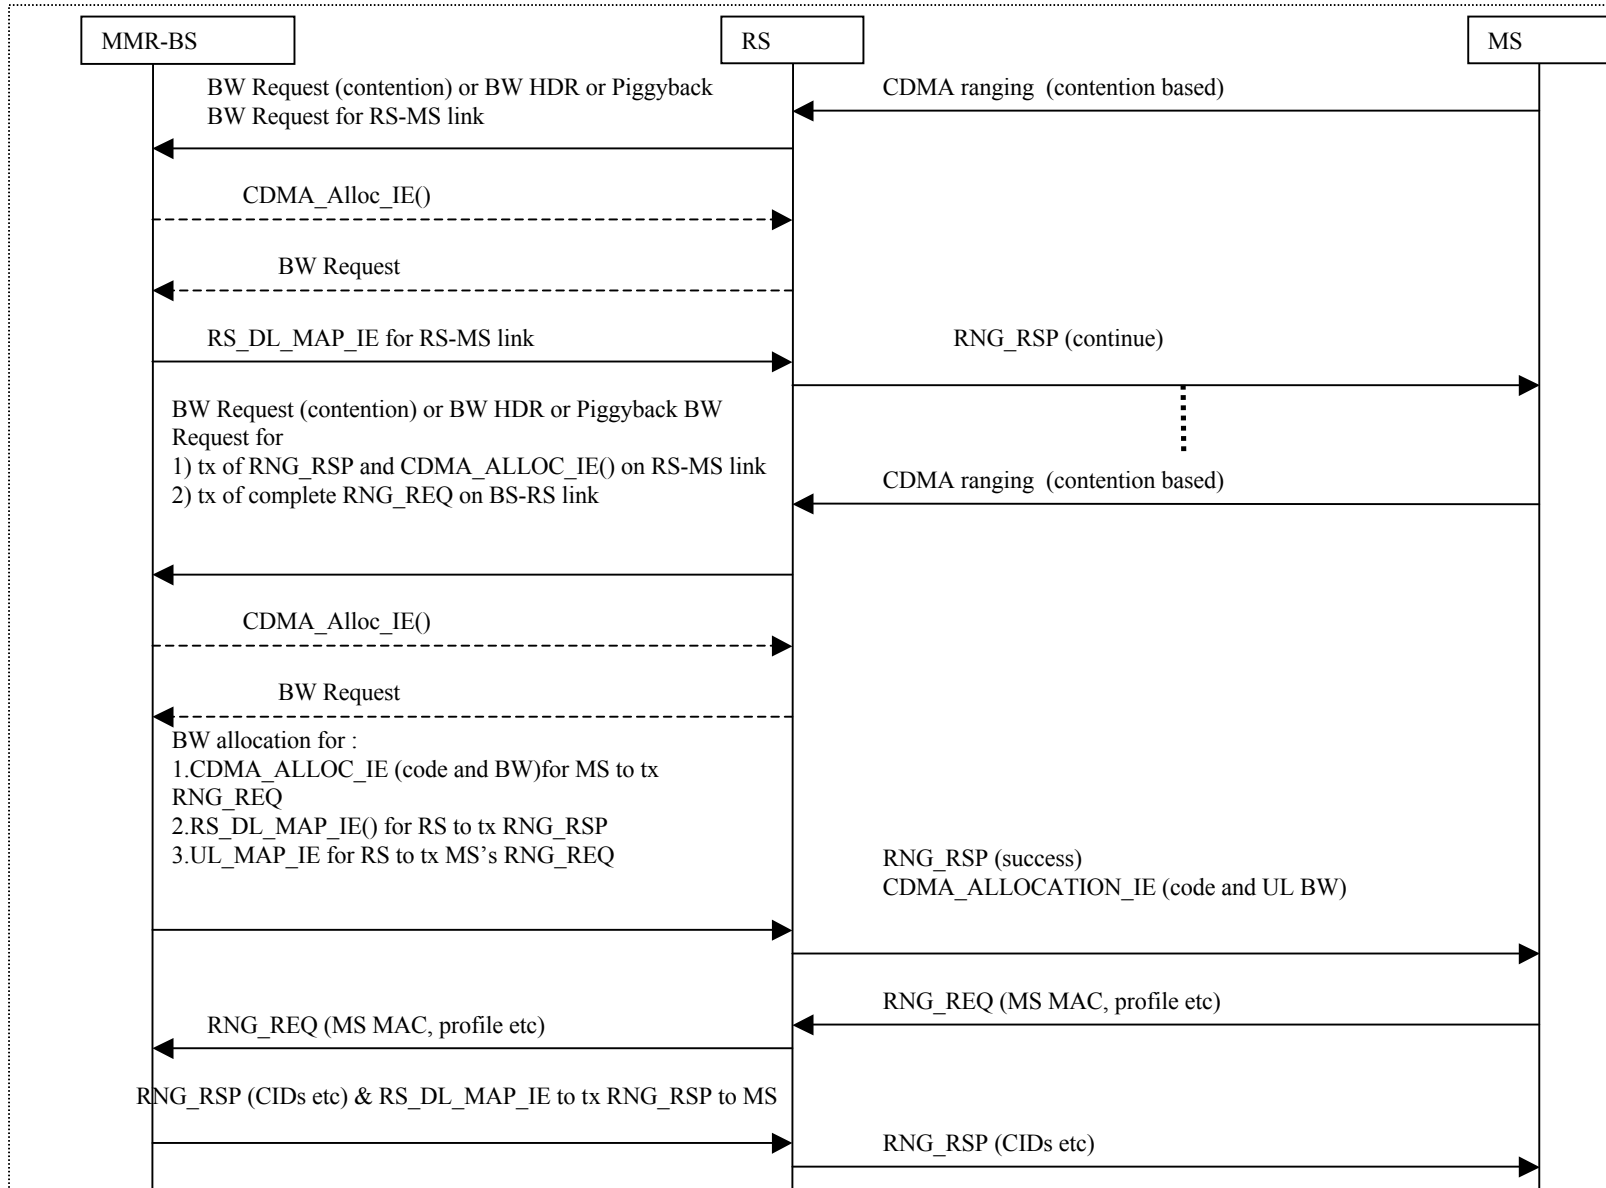 MMR-BS
RS
MS
BW Request (contention) or BW HDR or Piggyback
BW Request for RS-MS link
CDMA ranging  (contention based)
CDMA_Alloc_IE()
BW Request
RS_DL_MAP_IE for RS-MS link
RNG_RSP (continue)
BW Request (contention) or BW HDR or Piggyback BW
Request for
1) tx of RNG_RSP and CDMA_ALLOC_IE() on RS-MS link
2) tx of complete RNG_REQ on BS-RS link
CDMA ranging  (contention based)
CDMA_Alloc_IE()
BW Request
BW allocation for :
1.CDMA_ALLOC_IE (code and BW)for MS to tx
RNG_REQ
2.RS_DL_MAP_IE() for RS to tx RNG_RSP
3.UL_MAP_IE for RS to tx MS’s RNG_REQ
RNG_RSP (success)
CDMA_ALLOCATION_IE (code and UL BW)
RNG_REQ (MS MAC, profile etc)
RNG_REQ (MS MAC, profile etc)
RNG_RSP (CIDs etc) & RS_DL_MAP_IE to tx RNG_RSP to MS
RNG_RSP (CIDs etc)